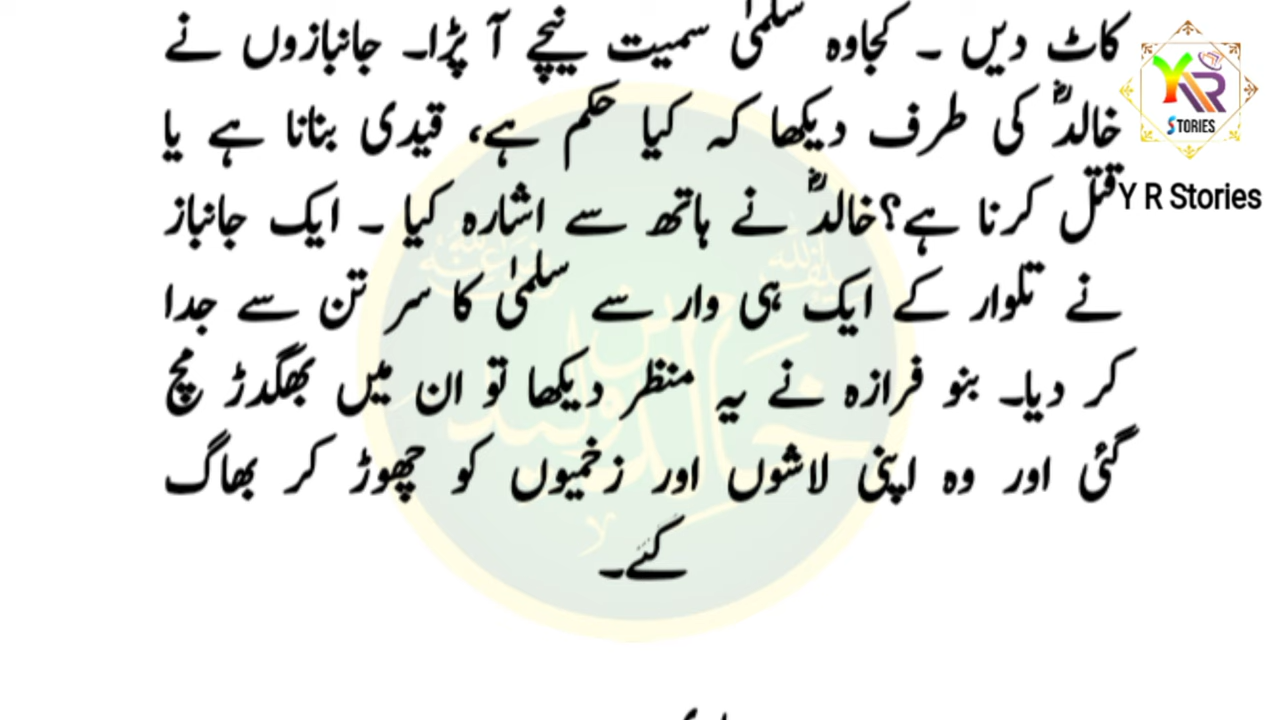 کاٹ دیں ۔ کجاوہ سلمیٰ سمیت نیچے آ پڑا۔ جانبازوں نے
خالدؓ کی طرف دیکھا کہ کیا حکم ہے، قیدی بنانا ہے یا
قتل کرنا ہے؟خالدؓ نے ہاتھ سے اشارہ کیا ۔ ایک جانباز
نے تلوار کے ایک ہی وار سے سلمیٰ کا سر تن سے جدا
کر دیا۔ بنو فرازہ نے یہ منظر دیکھا تو ان میں بھگدڑ مچ
گئی اور وہ اپنی لاشوں اور زخمیوں کو چھوڑ کر بھاگ
گئے۔
YR
STORIES
Y R Stories